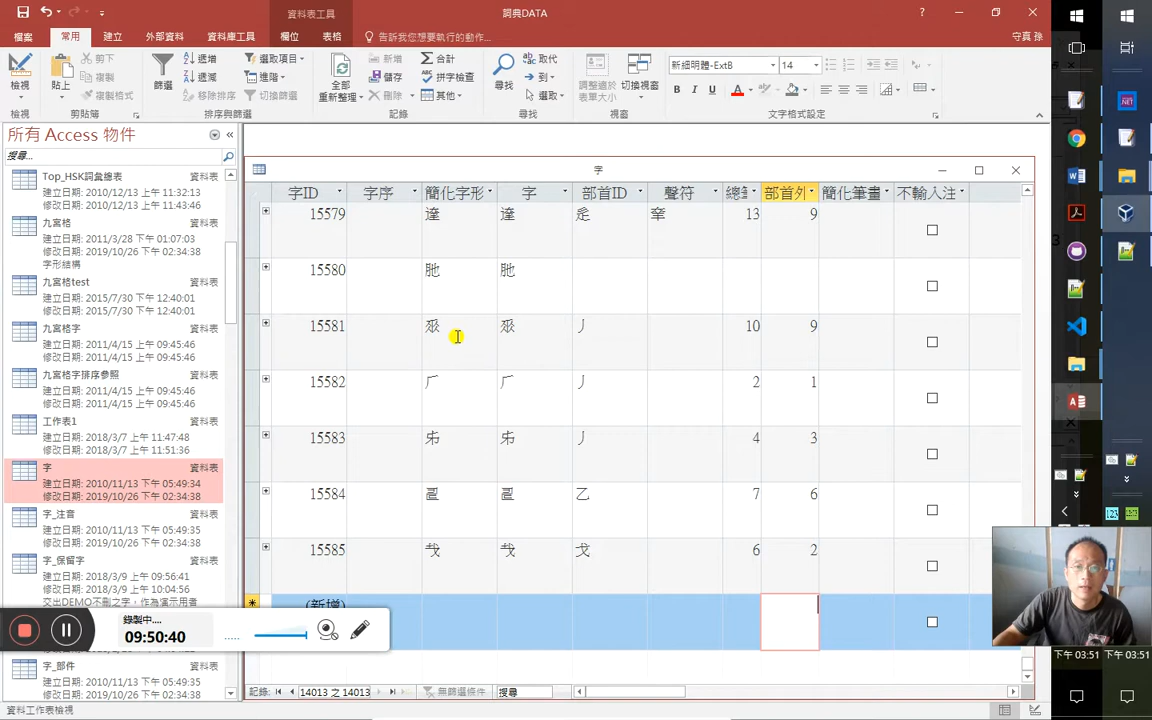 資料表工具
詞典DATA
檔案
常用
建立
外部資料
資料庫工具
欄位
表格
告訴我您想要執行的動作...
守真 孫
檢視
貼上
剪下
複製
複製格式
篩選
遞增
遞減
移除排序
選取項目
進階
切換篩選
全部
重新整理
新增
儲存
刪除
合計
拼字檢查
其他
尋找
取代
到
選取
調整適於
表單大小
切換視窗
新細明體-ExtB
14
B I U
檢視
剪貼簿
排序與篩選
記錄
尋找
視窗
文字格式設定
所有 Access 物件
搜尋...
Top_HSK詞彙總表 資料表
建立日期: 2010/12/13 上午 11:32:13
修改日期: 2010/12/13 上午 11:43:46
九宮格 資料表
建立日期: 2011/3/28 下午 01:07:03
修改日期: 2019/10/26 下午 02:34:38
字形結構
九宮格test 資料表
建立日期: 2015/7/30 下午 12:40:01
修改日期: 2015/7/30 下午 12:40:01
九宮格字 資料表
建立日期: 2011/4/15 上午 09:45:46
修改日期: 2011/4/15 上午 09:45:46
九宮格字排序參照 資料表
建立日期: 2011/4/15 上午 09:45:46
修改日期: 2011/4/15 上午 09:45:46
工作表1 資料表
建立日期: 2018/3/7 上午 11:47:48
修改日期: 2018/3/7 上午 11:51:36
字 資料表
建立日期: 2010/11/13 下午 05:49:34
修改日期: 2019/10/26 下午 02:34:38
字_注音 資料表
建立日期: 2010/11/13 下午 05:49:35
修改日期: 2019/10/26 下午 02:34:38
字_保留字 資料表
建立日期: 2018/3/9 上午 09:56:41
修改日期: 2018/3/9 上午 10:04:56
交出DEMO不刪之字，作為演示用者
字_部件 資料表
建立日期: 2010/11/13 下午 05:49:35
修改日期: 2019/10/26 下午 02:34:38
字
字ID 字序 簡化字形 字 部首ID 聲符 部首外 簡化筆畫 不輸入注
15579 13 9
15580
15581 丿 10 9
15582 ⺁ ⺁ 丿 2 1
15583 丿 4 3
15584 乙 7 6
15585 戈 6 2
(新增)
記錄: 14013 之 14013 無篩選條件 搜尋
錄製中....
09:50:40
資料工作表檢視
下午 03:51
下午 03:51